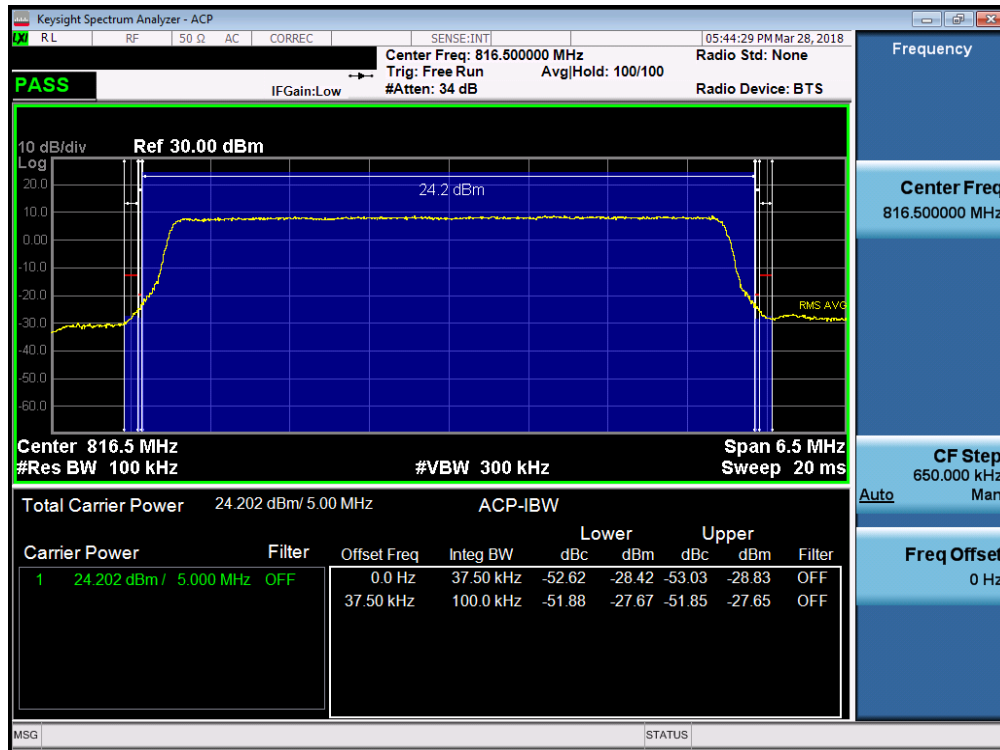 Keysight Spectrum Analyzer - ACP
LXI RL RF 50 Ω AC CORREC SENSE:INT 05:44:29 PM Mar 28, 2018
Center Freq: 816.500000 MHz Radio Std: None
Trig: Free Run Avg|Hold: 100/100
PASS IFGain:Low #Atten: 34 dB Radio Device: BTS
10 dB/div Ref 30.00 dBm
Log
20.0
10.0
0.00
-10.0
-20.0
-30.0
-40.0
-50.0
-60.0
24.2 dBm
RMS AVG
Center 816.5 MHz Span 6.5 MHz
#Res BW 100 kHz #VBW 300 kHz Sweep 20 ms
Total Carrier Power 24.202 dBm/ 5.00 MHz ACP-IBW
Lower Upper
Carrier Power Filter Offset Freq Integ BW dBc dBm dBc dBm Filter
1 24.202 dBm / 5.000 MHz OFF 0.0 Hz 37.50 kHz -52.62 -28.42 -53.03 -28.83 OFF
37.50 kHz 100.0 kHz -51.88 -27.67 -51.85 -27.65 OFF
MSG STATUS
Frequency
Center Freq
816.500000 MHz
CF Step
650.000 kHz
Auto Man
Freq Offset
0 Hz